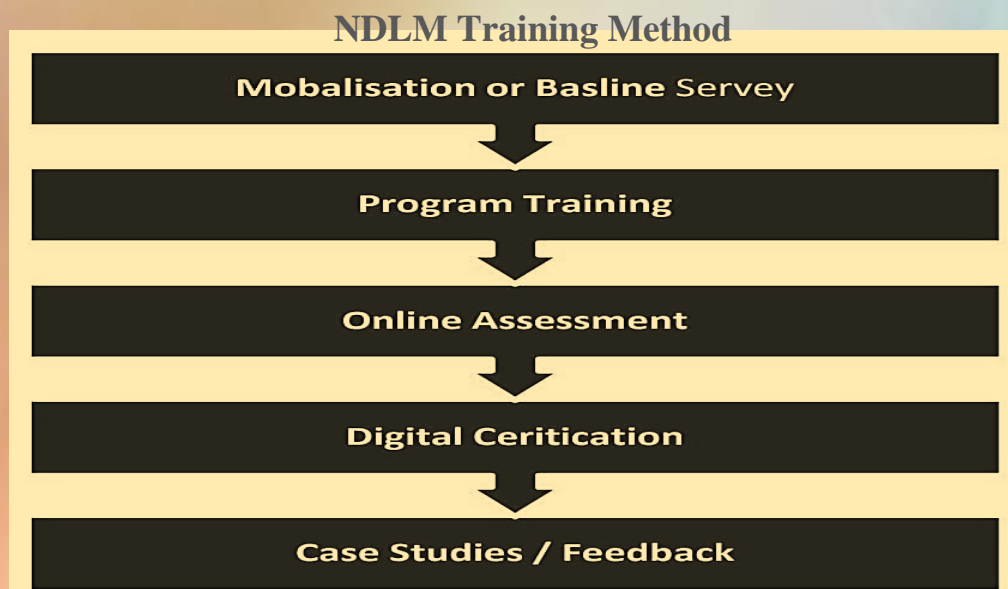 NDLM Training Method
Mobalisation or Basline Servey
Program Training
Online Assessment
Digital Ceritication
Case Studies / Feedback